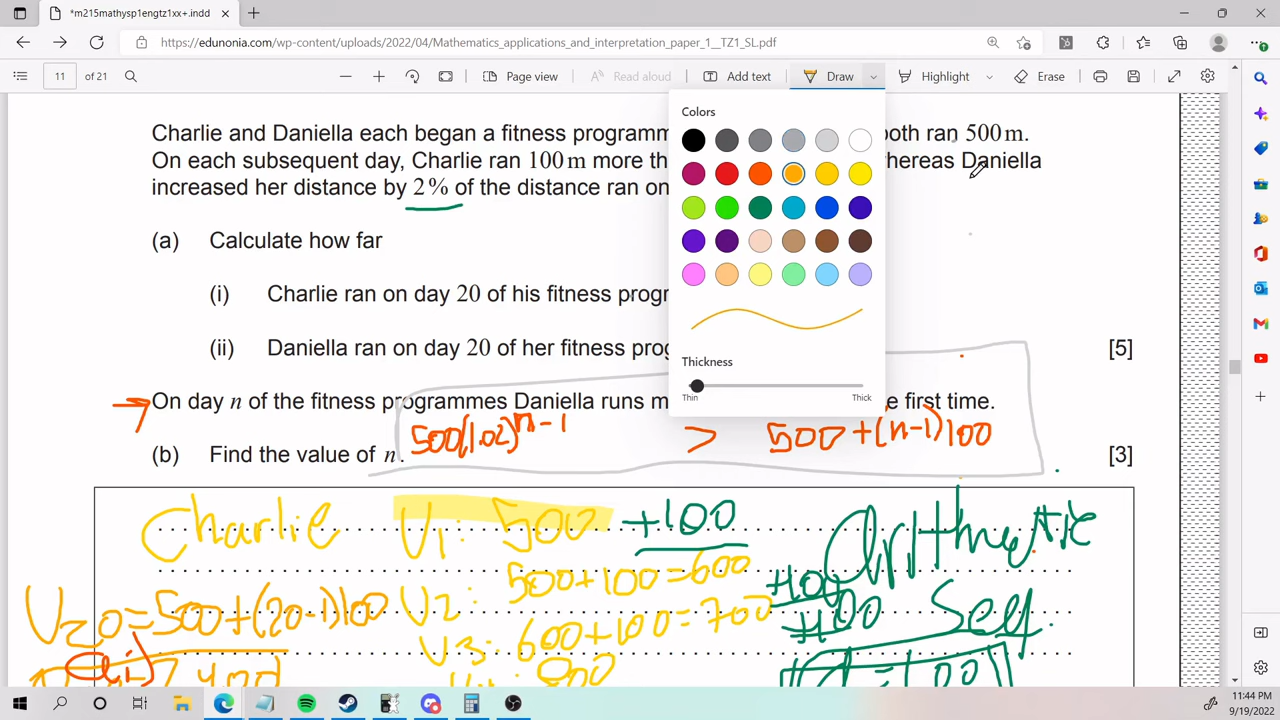 *m215mathysp1engtz1xx+.indd
https://edunonia.com/wp-content/uploads/2022/04/Mathematics_applications_and_interpretation_paper_1__TZ1_SL.pdf
11 of 21
Page view
Read aloud
Add text
Draw
Highlight
Erase
Colors
Thickness
Thin
Thick
Charlie and Daniella each began a fitness programm both ran 500 m.
On each subsequent day, Charlie ran 100 m more th whereas Daniella
increased her distance by 2 % of the distance ran on
(a) Calculate how far
(i) Charlie ran on day 20 of his fitness progr
(ii) Daniella ran on day 20 of her fitness prog
[5]
On day n of the fitness programmes Daniella runs m e first time.
500(1.02)^n-1 > 500+(n-1)100
(b) Find the value of n.
[3]
Charlie U1: 500 +100 Arithmetic
500+100=600 +100
U20=500+(20-1)100 U2: 600+100=700 +100 Self
U3: 800
2400 (d=100)
11:44 PM
9/19/2022